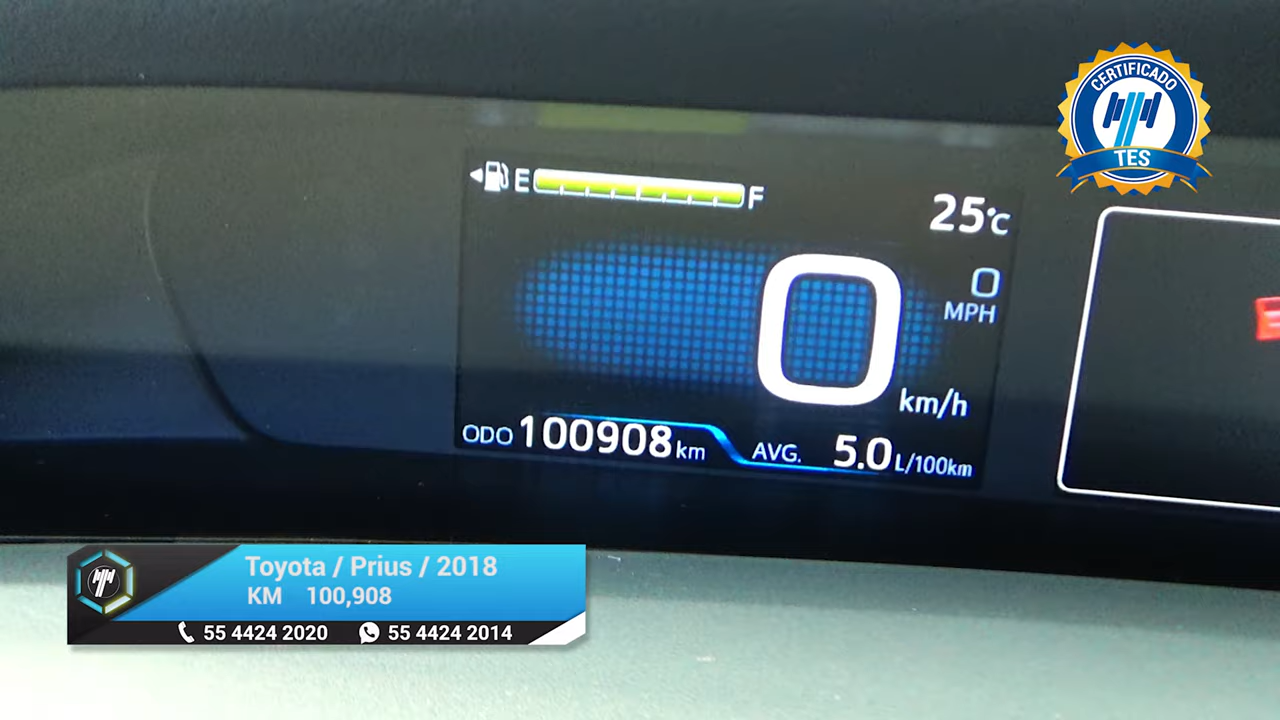 CERTIFICADO
TES
E F
25°C
0
MPH
0
km/h
ODO 100908 km
AVG. 5.0 L/100km
Toyota / Prius / 2018
KM 100,908
55 4424 2020 55 4424 2014